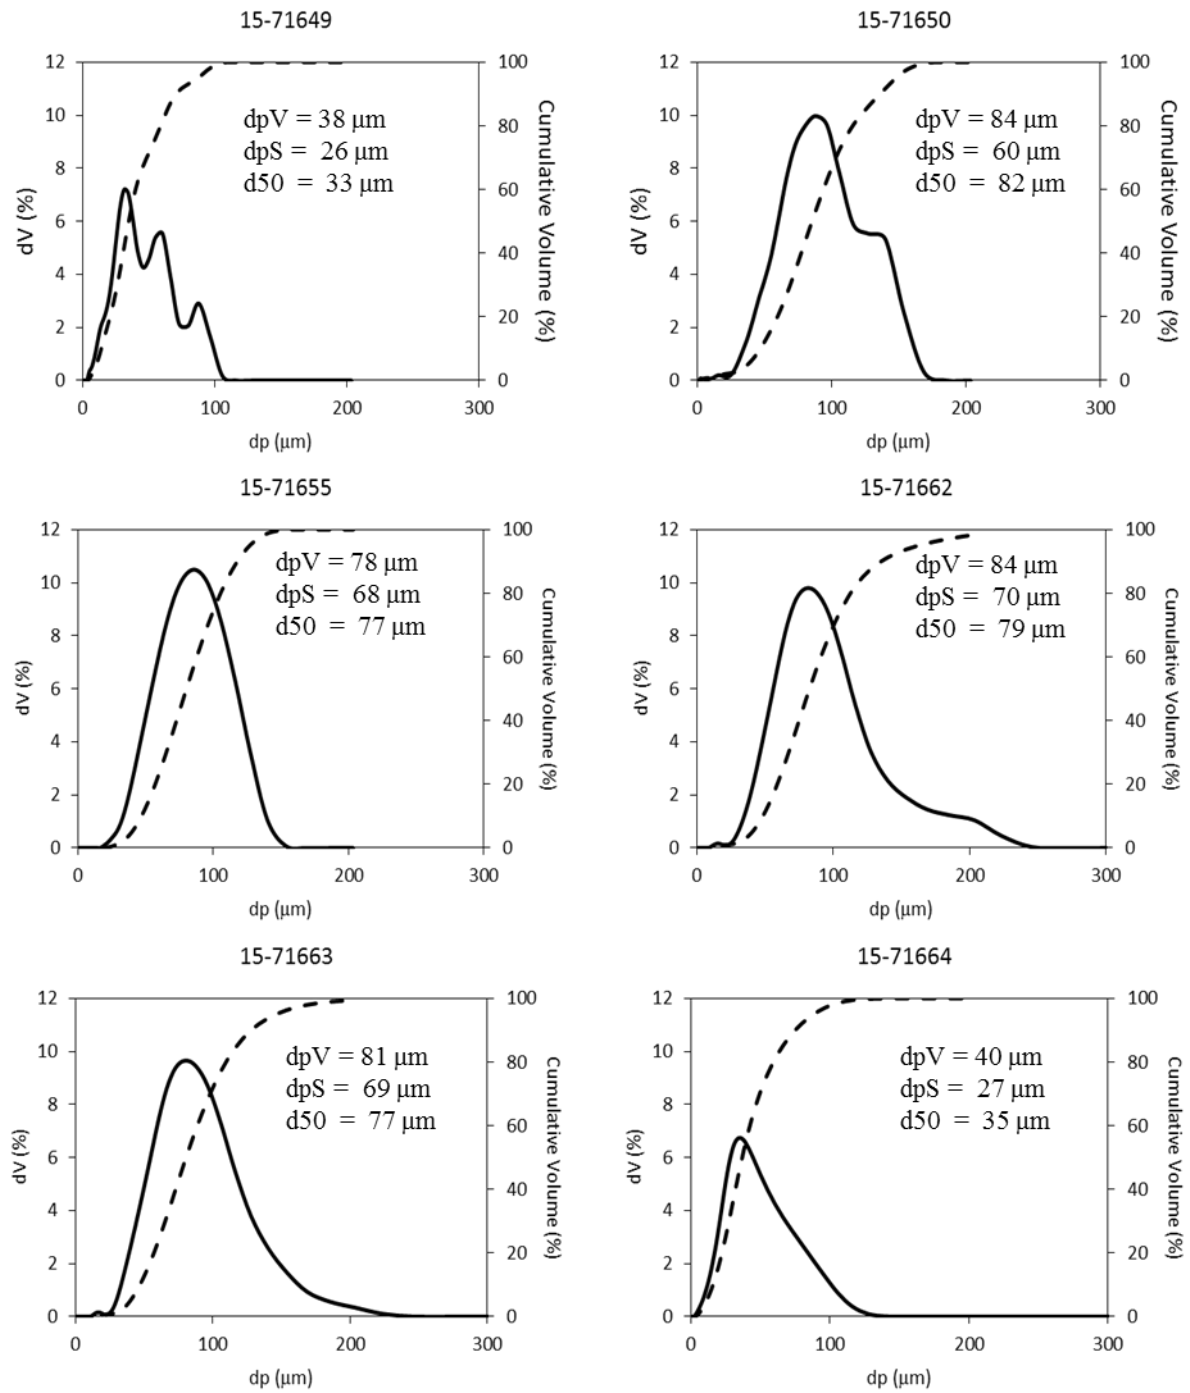 15-71649
12
10
8
6
4
2
0
dV (%)
100
80
60
40
20
0
Cumulative Volume (%)
dpV = 38 μm
dpS = 26 μm
d50 = 33 μm
0 100 200 300
dp (μm)
15-71650
12
10
8
6
4
2
0
dV (%)
100
80
60
40
20
0
Cumulative Volume (%)
dpV = 84 μm
dpS = 60 μm
d50 = 82 μm
0 100 200 300
dp (μm)
15-71655
12
10
8
6
4
2
0
dV (%)
100
80
60
40
20
0
Cumulative Volume (%)
dpV = 78 μm
dpS = 68 μm
d50 = 77 μm
0 100 200 300
dp (μm)
15-71662
12
10
8
6
4
2
0
dV (%)
100
80
60
40
20
0
Cumulative Volume (%)
dpV = 84 μm
dpS = 70 μm
d50 = 79 μm
0 100 200 300
dp (μm)
15-71663
12
10
8
6
4
2
0
dV (%)
100
80
60
40
20
0
Cumulative Volume (%)
dpV = 81 μm
dpS = 69 μm
d50 = 77 μm
0 100 200 300
dp (μm)
15-71664
12
10
8
6
4
2
0
dV (%)
100
80
60
40
20
0
Cumulative Volume (%)
dpV = 40 μm
dpS = 27 μm
d50 = 35 μm
0 100 200 300
dp (μm)